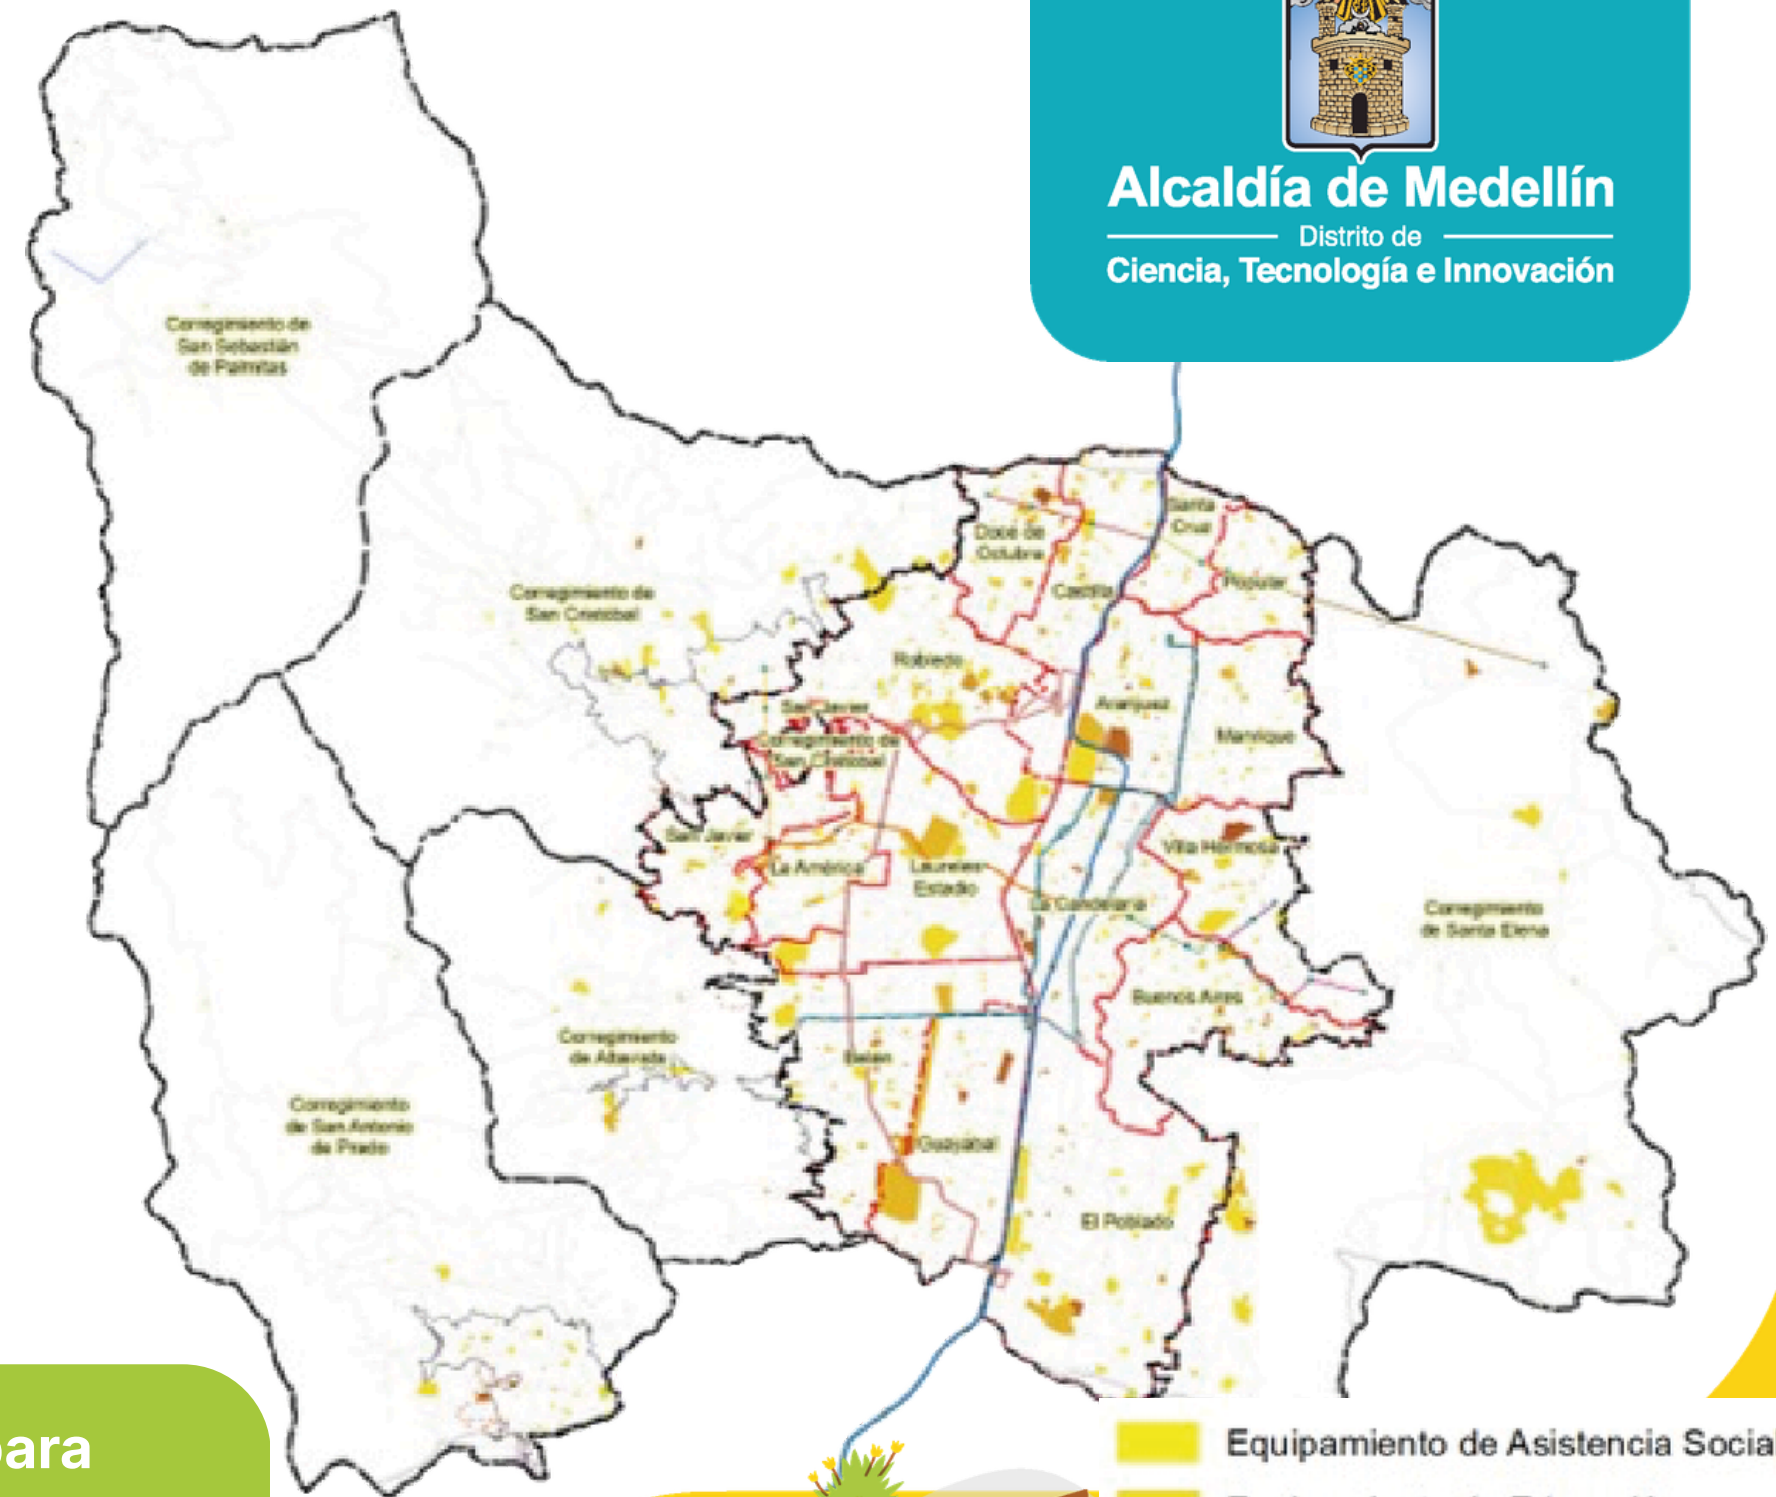 Alcaldía de Medellín
Distrito de
Ciencia, Tecnología e Innovación
Corregimiento de
San Sebastián
de Palmitas
Santa
Cruz
Doce de
Octubre
Popular
Castilla
Corregimiento de
San Cristóbal
Robledo
Aranjuez
San Javier
Manrique
Corregimiento de
San Cristóbal
San Javier
Villa Hermosa
La América
Laureles
Estadio
La Candelaria
Corregimiento
de Santa Elena
Buenos Aires
Corregimiento
de Altavista
Belén
Corregimiento
de San Antonio
de Prado
Guayabal
El Poblado
para
Equipamiento de Asistencia Social